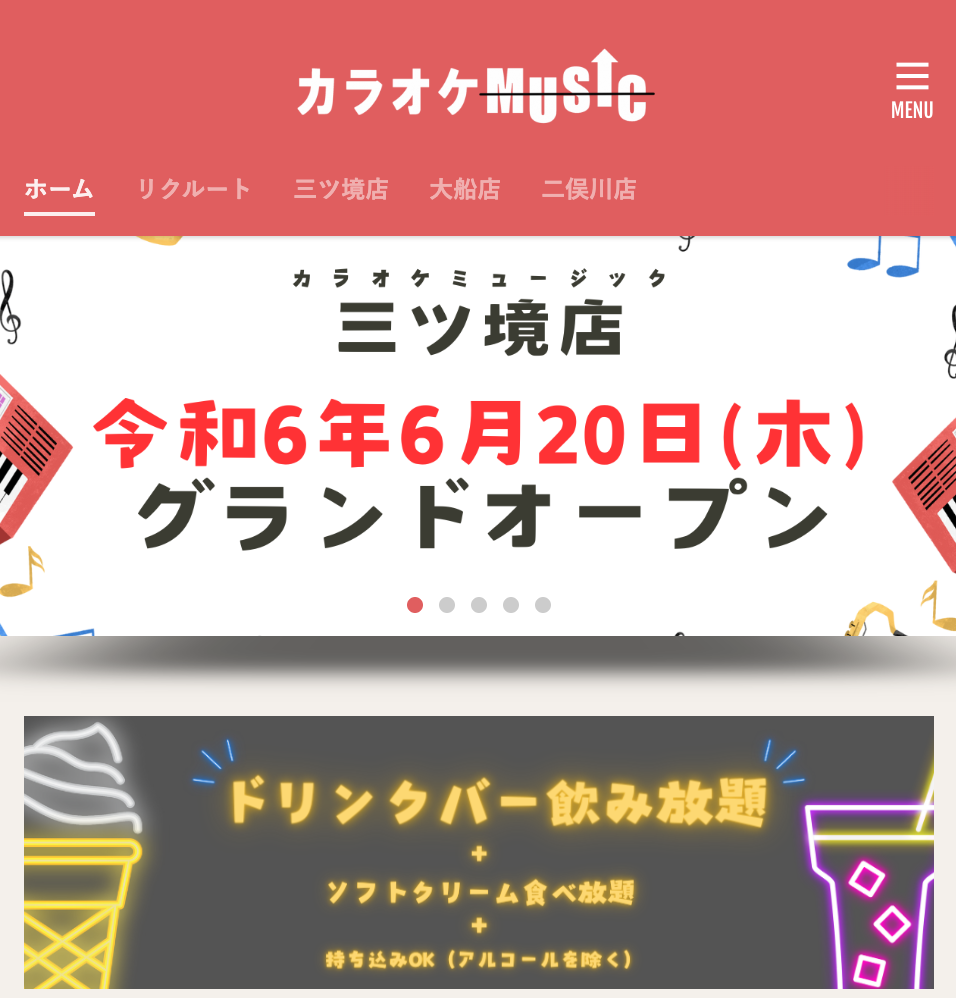 カラオケMUSIC
MENU
ホーム リクルート 三ツ境店 大船店 二俣川店
カラオケミュージック
三ツ境店
令和6年6月20日(木)
グランドオープン
ドリンクバー飲み放題
+
ソフトクリーム食べ放題
+
持ち込みOK（アルコールを除く）